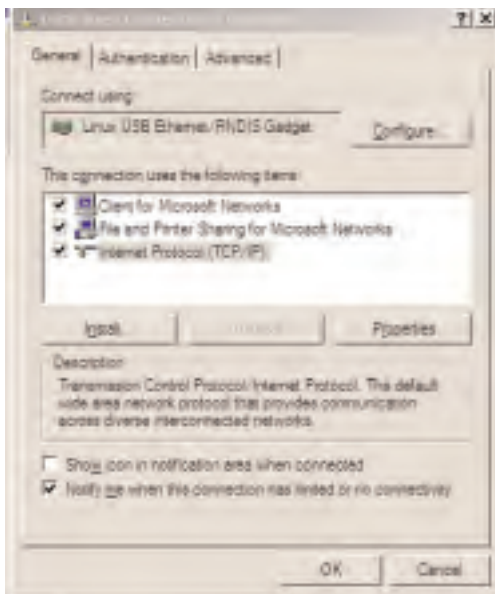 General Authentication Advanced
Connect using:
Linux USB Ethernet/RNDIS Gadget
Configure...
This connection uses the following items:
Client for Microsoft Networks
File and Printer Sharing for Microsoft Networks
Internet Protocol (TCP/IP)
Install... Properties
Description
Transmission Control Protocol/Internet Protocol. The default
wide area network protocol that provides communication
across diverse interconnected networks.
Show icon in notification area when connected
Notify me when this connection has limited or no connectivity
OK Cancel